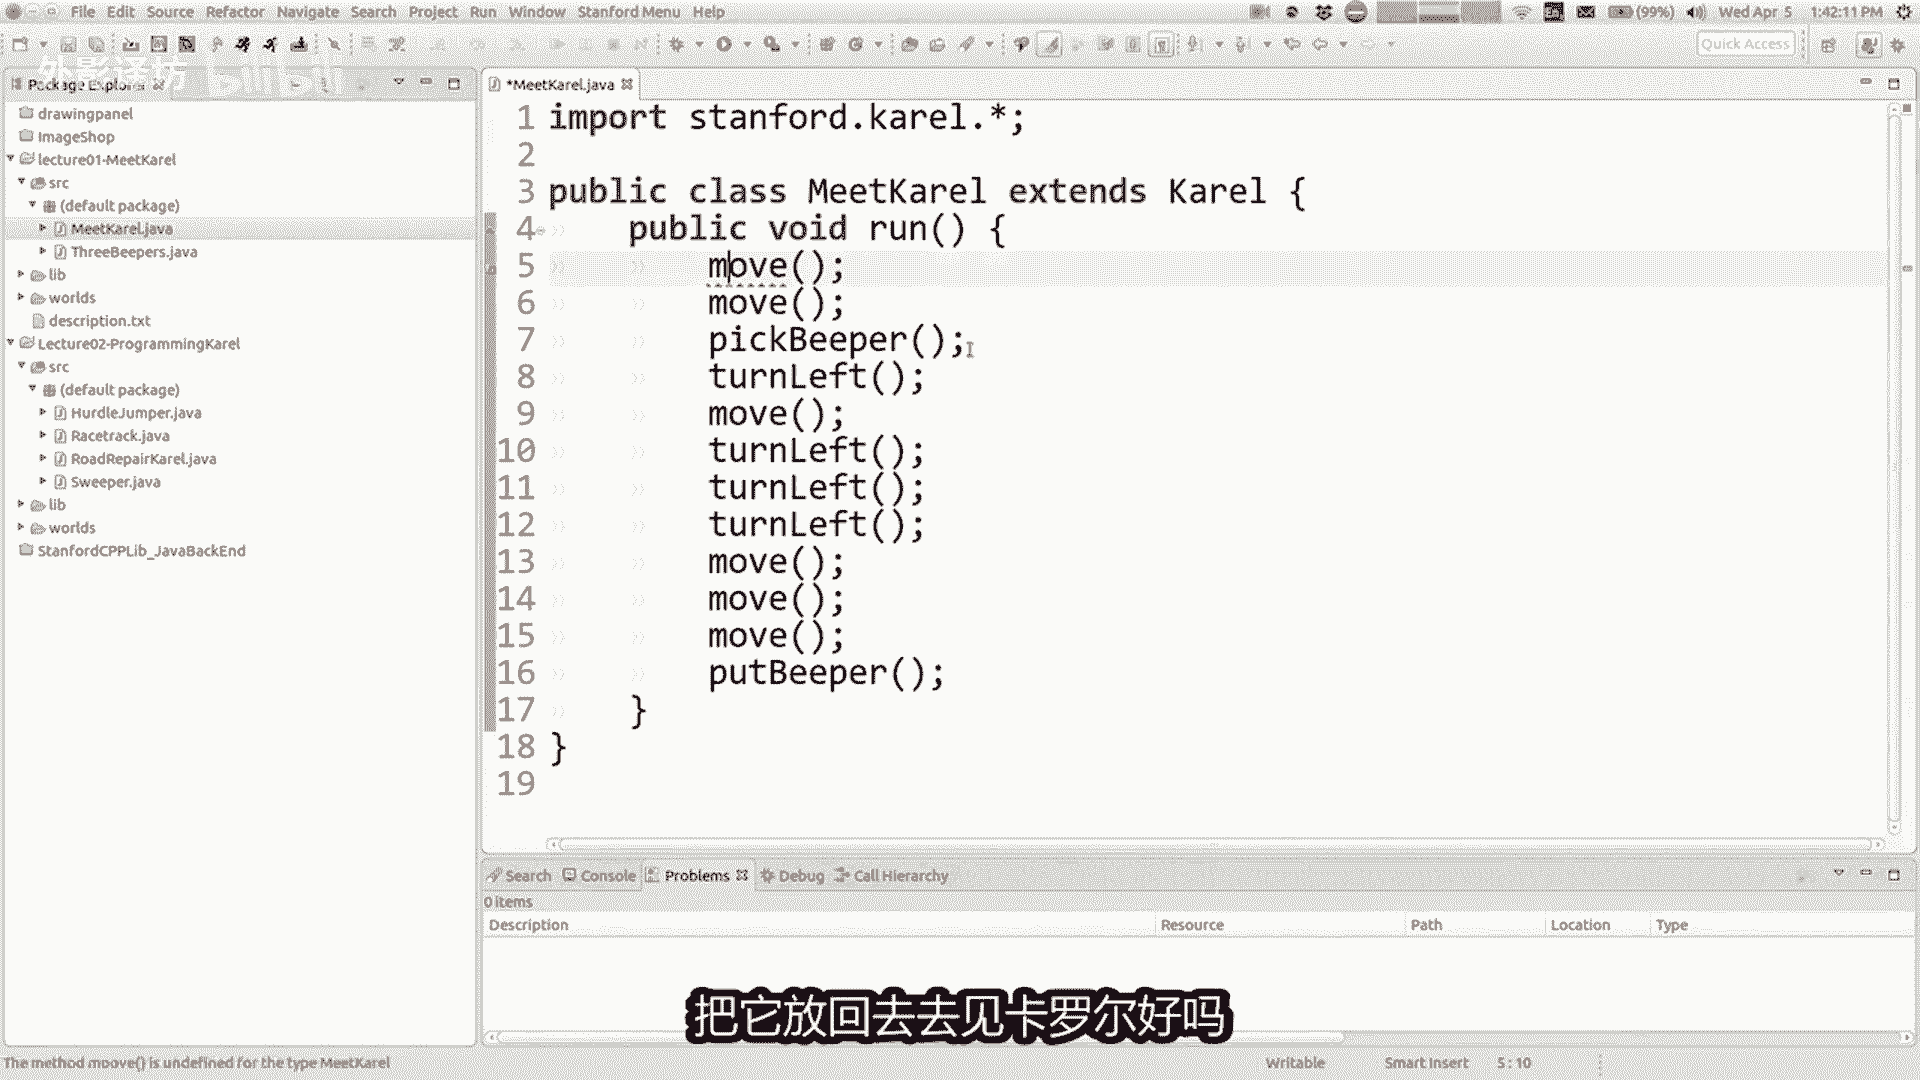 File Edit Source Refactor Navigate Search Project Run Window Stanford Menu Help
(99%) Wed Apr 5 1:42:11 PM
Quick Access
外影译坊 bilibili
Package Explorer
*MeetKarel.java
drawingpanel
ImageShop
lecture01-MeetKarel
src
(default package)
MeetKarel.java
ThreeBeepers.java
lib
worlds
description.txt
Lecture02-ProgrammingKarel
src
(default package)
HurdleJumper.java
Racetrack.java
RoadRepairKarel.java
Sweeper.java
lib
worlds
StanfordCPPLib_JavaBackEnd
1 import stanford.karel.*;
2
3 public class MeetKarel extends Karel {
4 public void run() {
5 move();
6 move();
7 pickBeeper();
8 turnLeft();
9 move();
10 turnLeft();
11 turnLeft();
12 turnLeft();
13 move();
14 move();
15 move();
16 putBeeper();
17 }
18 }
19
Search Console Problems Debug Call Hierarchy
0 items
Description Resource Path Location Type
把它放回去去见卡罗尔好吗
The method moove() is undefined for the type MeetKarel Writable Smart Insert 5 : 10